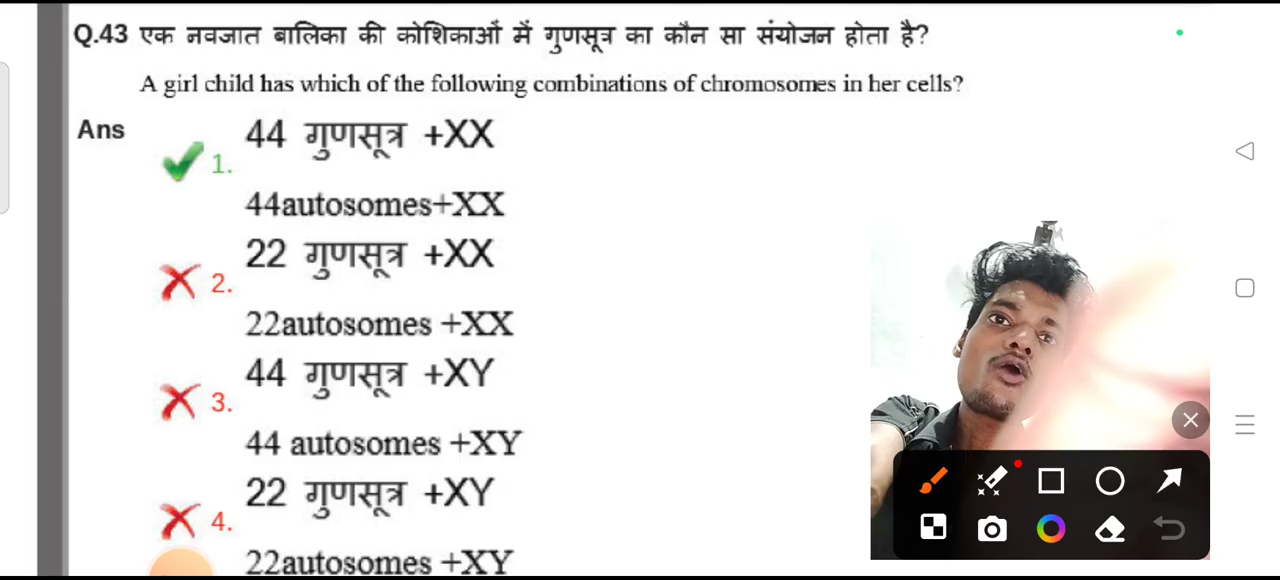 Q.43 एक नवजात बालिका की कोशिकाओं में गुणसूत्र का कौन सा संयोजन होता है?
A girl child has which of the following combinations of chromosomes in her cells?
Ans
1. 44 गुणसूत्र +XX
44autosomes+XX
2. 22 गुणसूत्र +XX
22autosomes +XX
3. 44 गुणसूत्र +XY
44 autosomes +XY
4. 22 गुणसूत्र +XY
22autosomes +XY